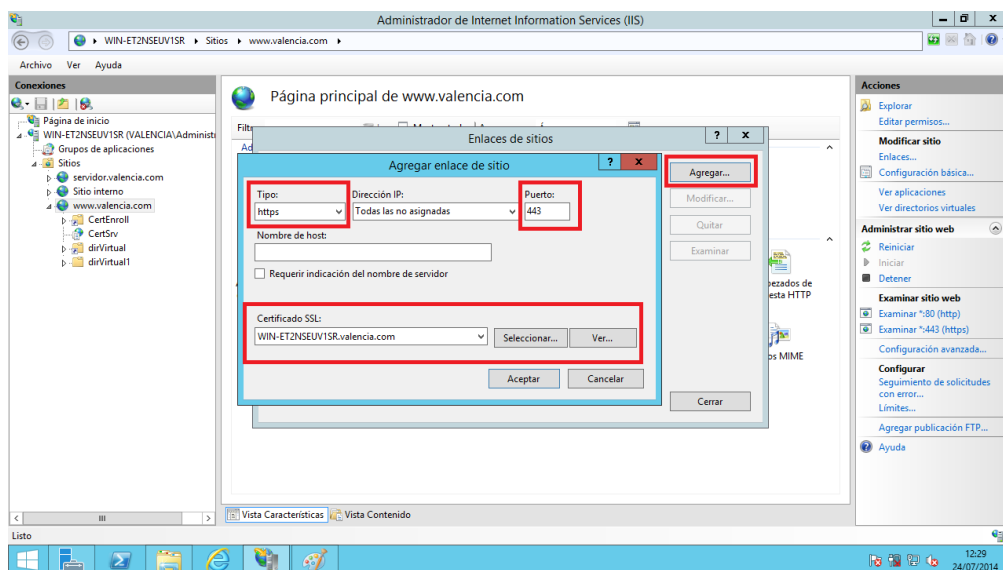 Administrador de Internet Information Services (IIS)
WIN-ET2NSEUV1SR Sitios www.valencia.com
Archivo Ver Ayuda
Conexiones
Página de inicio
WIN-ET2NSEUV1SR (VALENCIA\Administ
Grupos de aplicaciones
Sitios
servidor.valencia.com
Sitio interno
www.valencia.com
CertEnroll
CertSrv
dirVirtual
dirVirtual1
Página principal de www.valencia.com
Enlaces de sitios
Agregar...
Modificar...
Quitar
Examinar
Cerrar
Agregar enlace de sitio
Tipo: Dirección IP: Puerto:
https Todas las no asignadas 443
Nombre de host:
Requerir indicación del nombre de servidor
Certificado SSL:
WIN-ET2NSEUV1SR.valencia.com Seleccionar... Ver...
Aceptar Cancelar
Vista Características Vista Contenido
Acciones
Explorar
Editar permisos...
Modificar sitio
Enlaces...
Configuración básica...
Ver aplicaciones
Ver directorios virtuales
Administrar sitio web
Reiniciar
Iniciar
Detener
Examinar sitio web
Examinar *:80 (http)
Examinar *:443 (https)
Configuración avanzada...
Configurar
Seguimiento de solicitudes
con error...
Límites...
Agregar publicación FTP...
Ayuda
Listo
12:29
24/07/2014